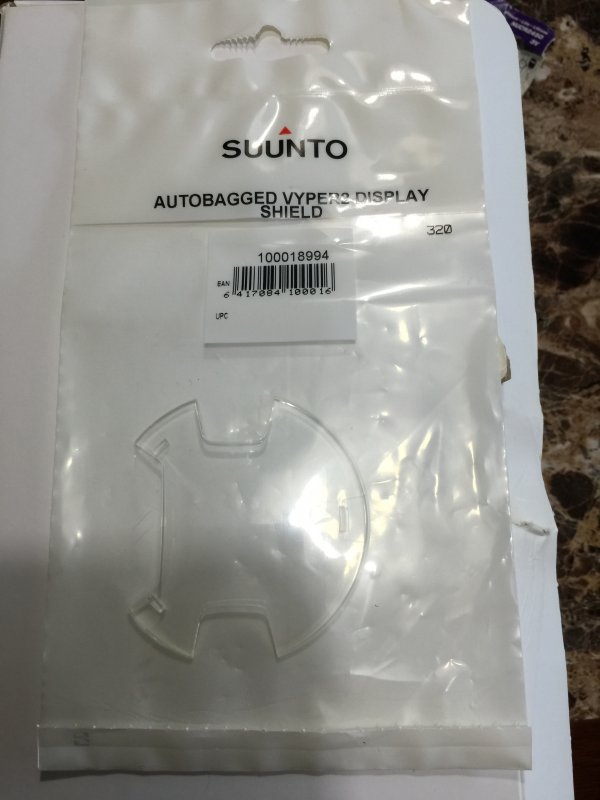 SUUNTO
AUTOBAGGED VYPER2 DISPLAY
SHIELD
320
100018994
EAN
6 417084 100016
UPC